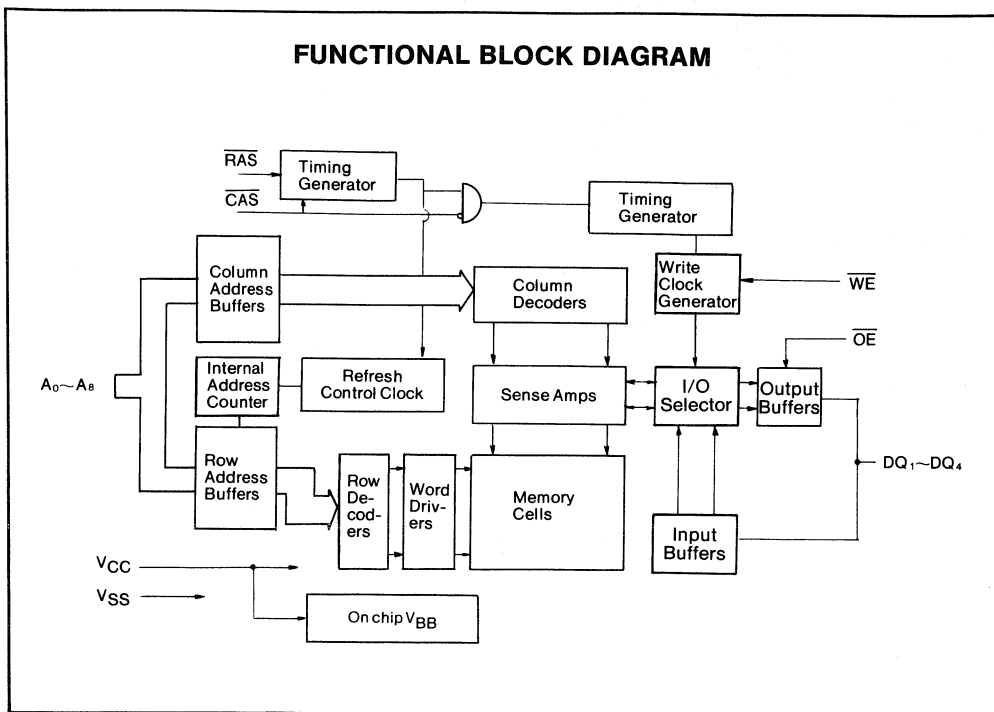 FUNCTIONAL BLOCK DIAGRAM
RAS
Timing
Generator
CAS
Timing
Generator
Column
Address
Buffers
Column
Decoders
Write
Clock
Generator
WE
OE
A0~A8
Internal
Address
Counter
Refresh
Control Clock
Sense Amps
I/O
Selector
Output
Buffers
Row
Address
Buffers
Row
De-
cod-
ers
Word
Driv-
ers
Memory
Cells
DQ1~DQ4
Input
Buffers
VCC
VSS
On chip VBB